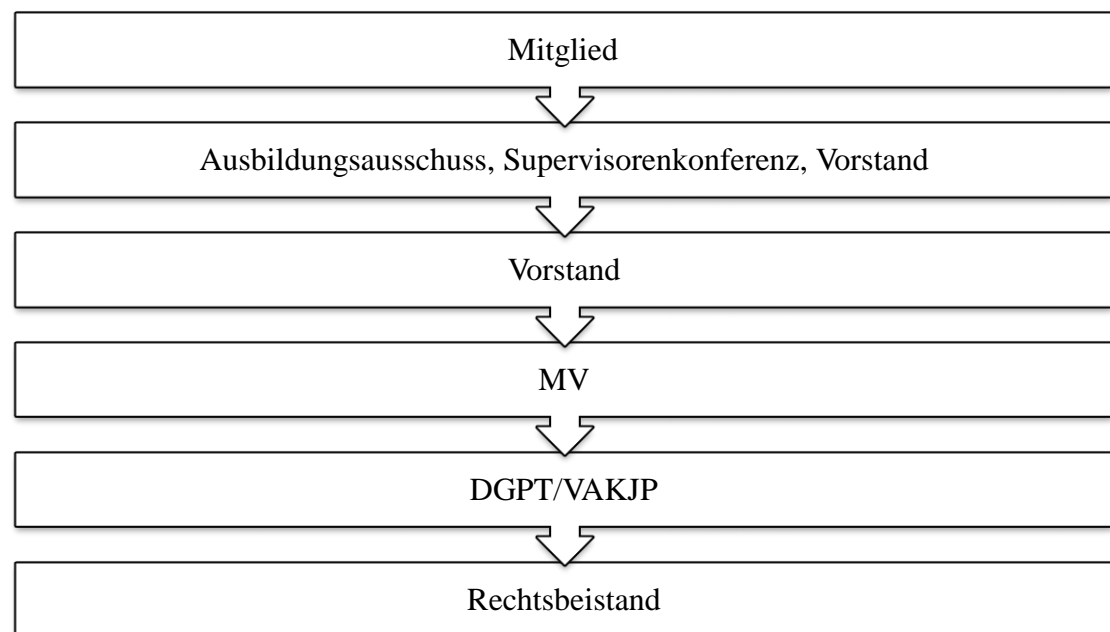 Mitglied
Ausbildungsausschuss, Supervisorenkonferenz, Vorstand
Vorstand
MV
DGPT/VAKJP
Rechtsbeistand